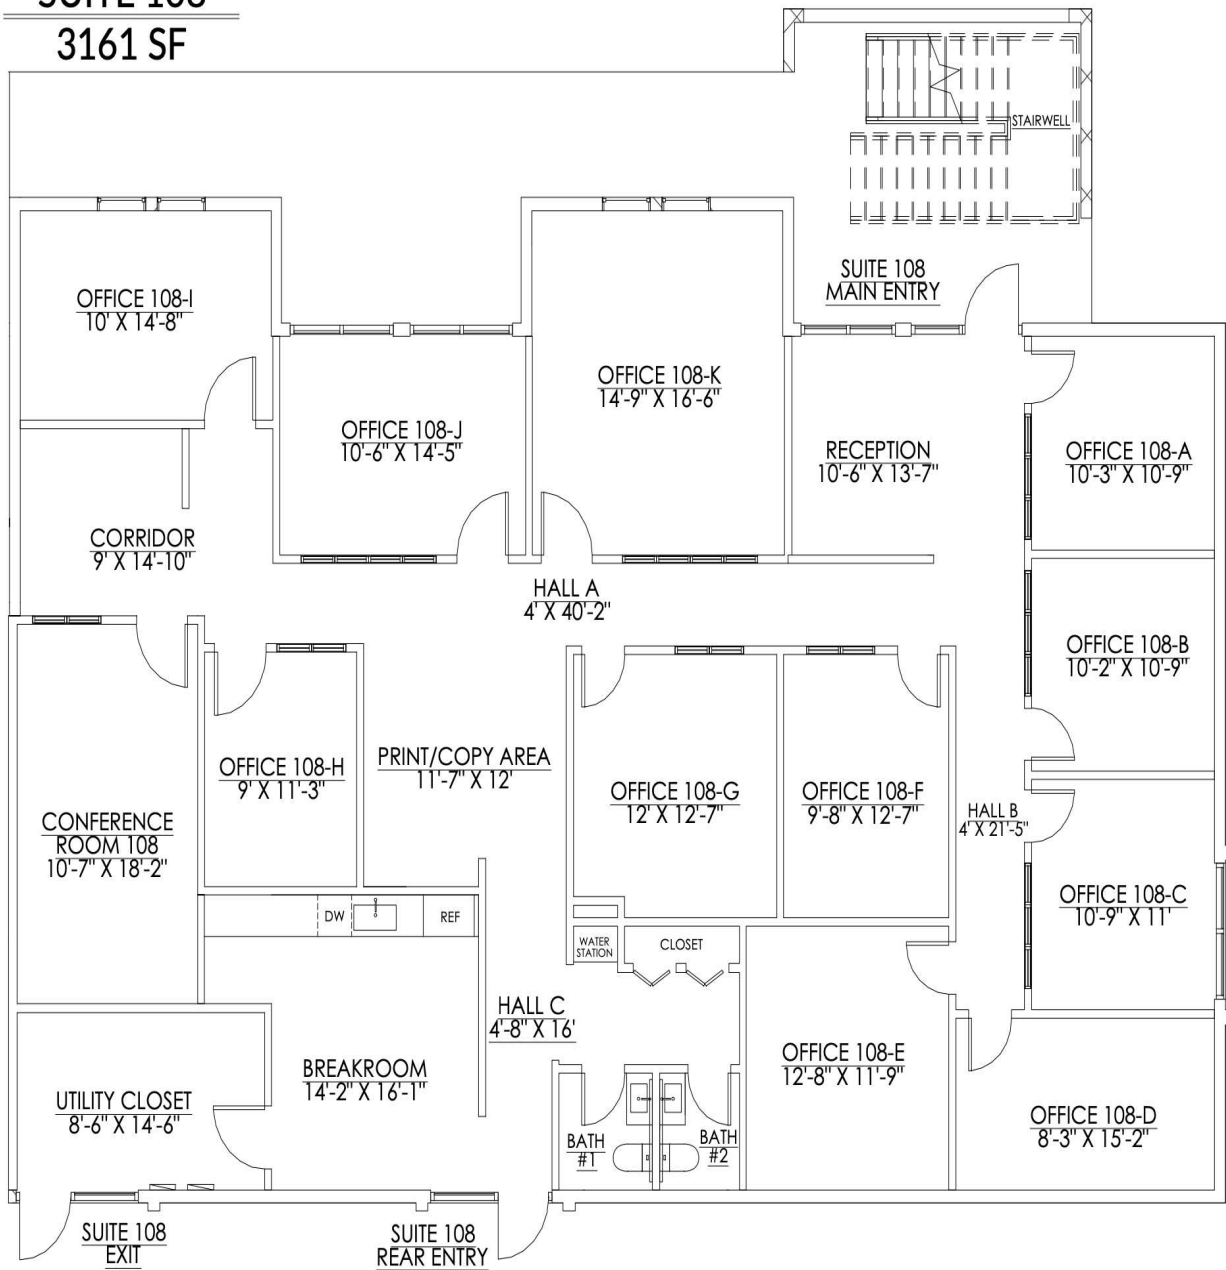 SUITE 108
3161 SF
STAIRWELL
SUITE 108
MAIN ENTRY
OFFICE 108-I
10' X 14'-8"
OFFICE 108-J
10'-6" X 14'-5"
OFFICE 108-K
14'-9" X 16'-6"
RECEPTION
10'-6" X 13'-7"
OFFICE 108-A
10'-3" X 10'-9"
CORRIDOR
9' X 14'-10"
HALL A
4' X 40'-2"
OFFICE 108-B
10'-2" X 10'-9"
OFFICE 108-H
9' X 11'-3"
PRINT/COPY AREA
11'-7" X 12'
OFFICE 108-G
12' X 12'-7"
OFFICE 108-F
9'-8" X 12'-7"
HALL B
4' X 21'-5"
CONFERENCE
ROOM 108
10'-7" X 18'-2"
OFFICE 108-C
10'-9" X 11'
DW
REF
WATER
STATION
CLOSET
HALL C
4'-8" X 16'
BREAKROOM
14'-2" X 16'-1"
OFFICE 108-E
12'-8" X 11'-9"
UTILITY CLOSET
8'-6" X 14'-6"
OFFICE 108-D
8'-3" X 15'-2"
BATH
#1
BATH
#2
SUITE 108
EXIT
SUITE 108
REAR ENTRY